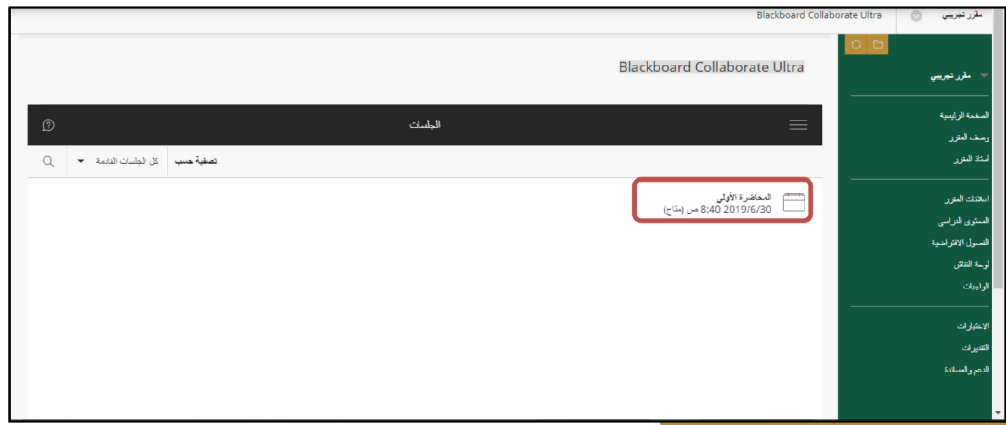 مقرر تجريبي
Blackboard Collaborate Ultra
Blackboard Collaborate Ultra
الجلسات
تصفية حسب كل الجلسات القادمة
المحاضرة الأولى
2019/6/30 8:40 ص (متاح)
مقرر تجريبي
الصفحة الرئيسية
وصف المقرر
أستاذ المقرر
اعلانات المقرر
المحتوى الدراسي
الفصول الافتراضية
لوحة النقاش
الواجبات
الاختبارات
التقديرات
الدعم والمساندة